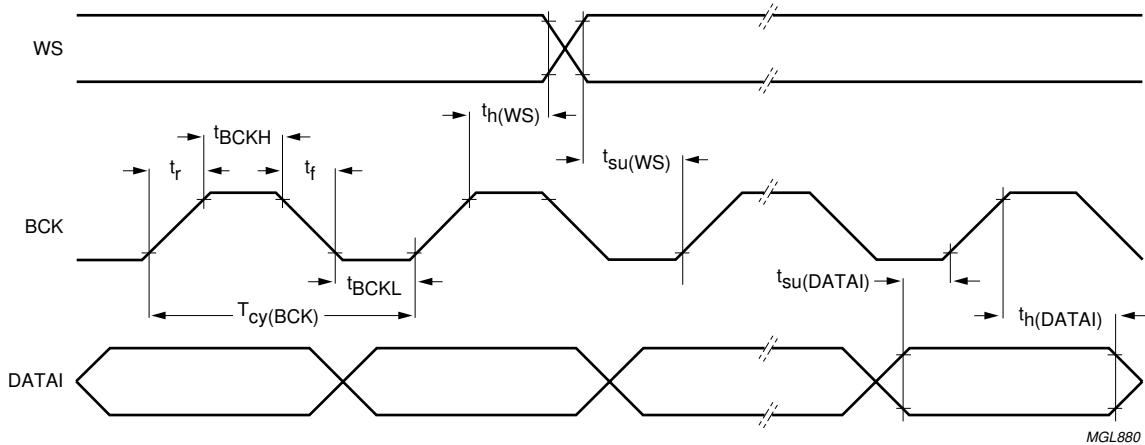 WS
th(WS)
tBCKH
tr
tf
tsu(WS)
BCK
tBCKL
tsu(DATAI)
Tcy(BCK)
th(DATAI)
DATAI
MGL880